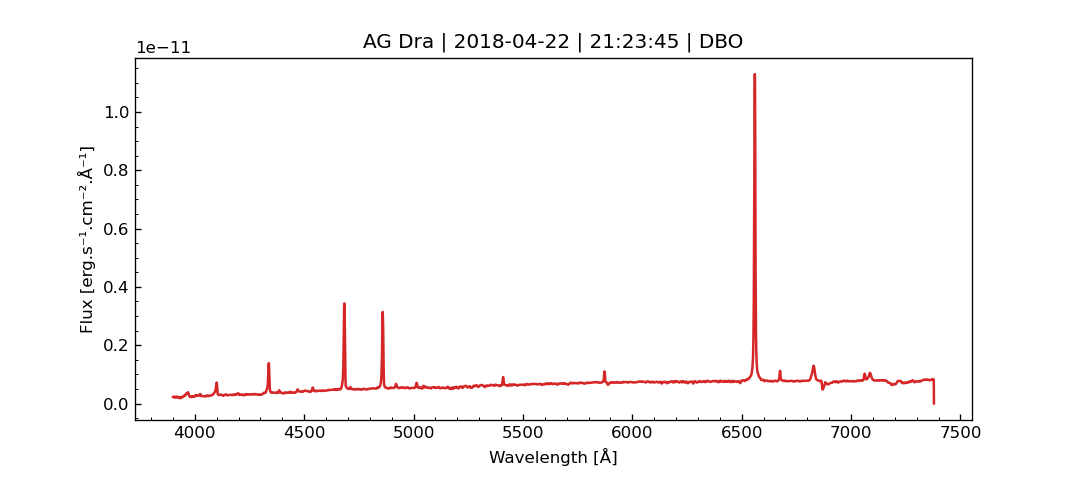 AG Dra | 2018-04-22 | 21:23:45 | DBO
1e−11
1.0
0.8
0.6
0.4
0.2
0.0
Flux [erg.s⁻¹.cm⁻².Å⁻¹]
4000 4500 5000 5500 6000 6500 7000 7500
Wavelength [Å]